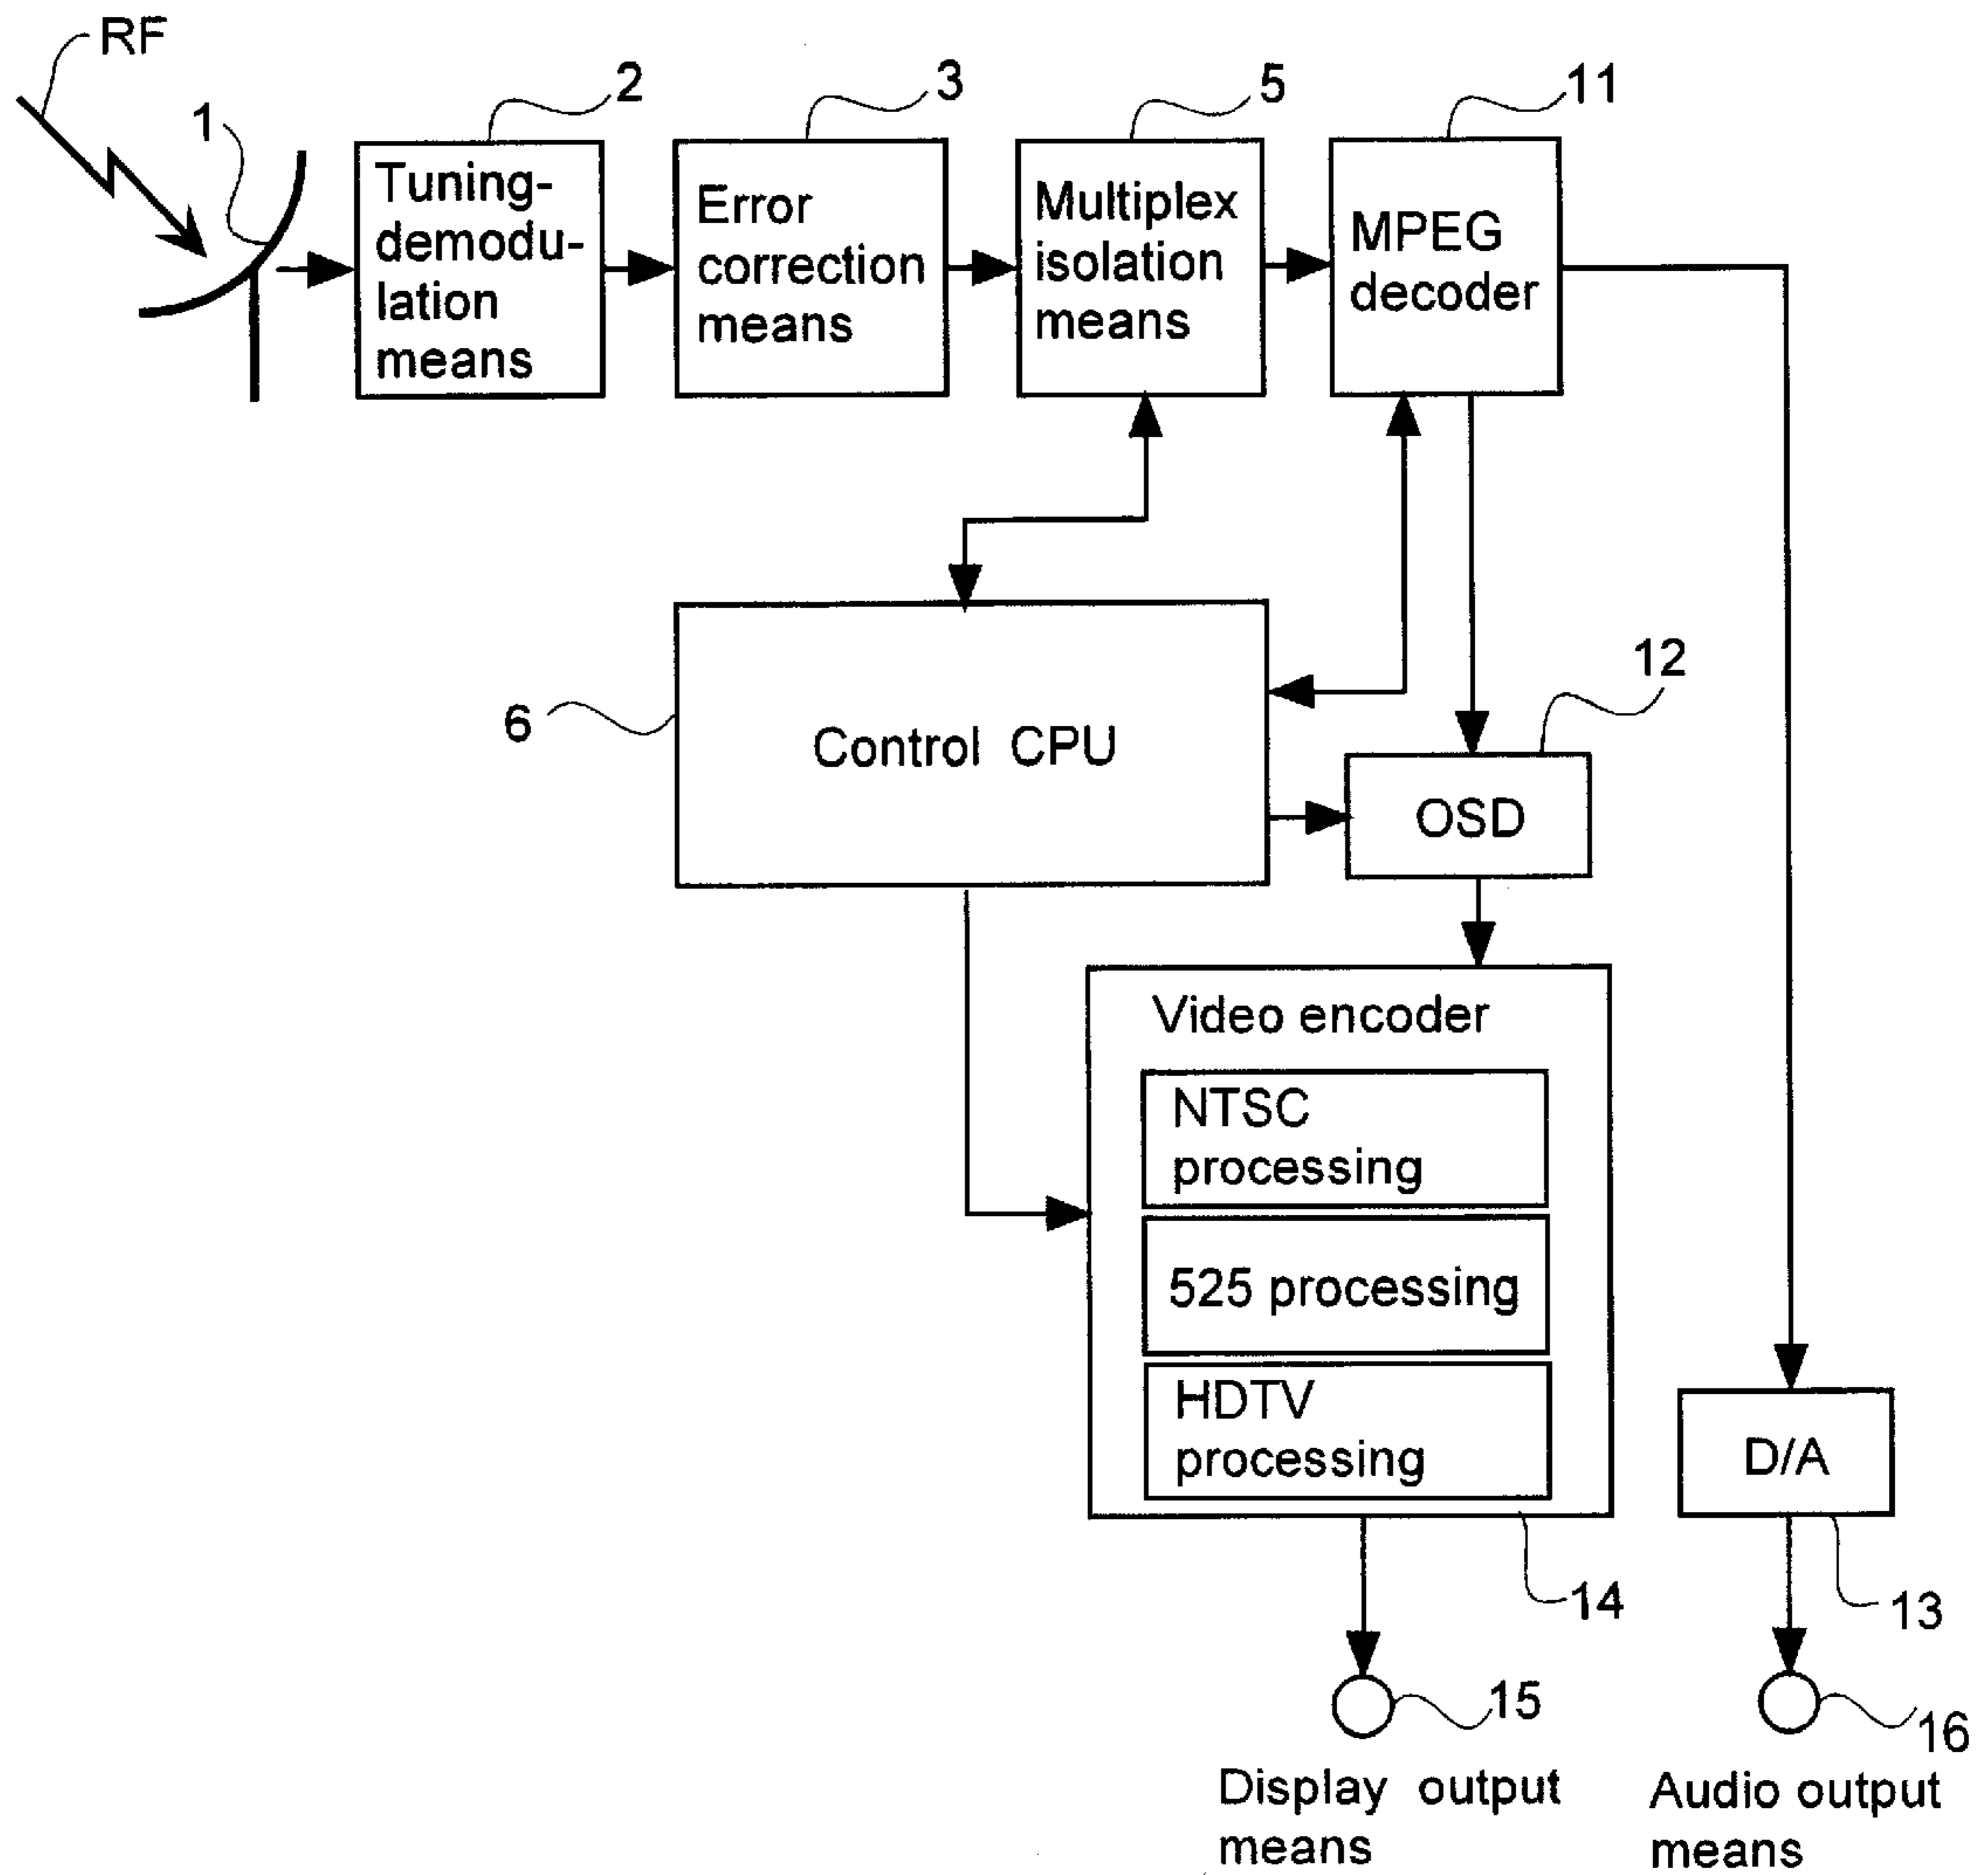 RF
1
2
3
5
11
Tuning-
demodu-
lation
means
Error
correction
means
Multiplex
isolation
means
MPEG
decoder
6
Control CPU
12
OSD
Video encoder
NTSC
processing
525 processing
HDTV
processing
D/A
14
13
15
16
Display output
means
Audio output
means